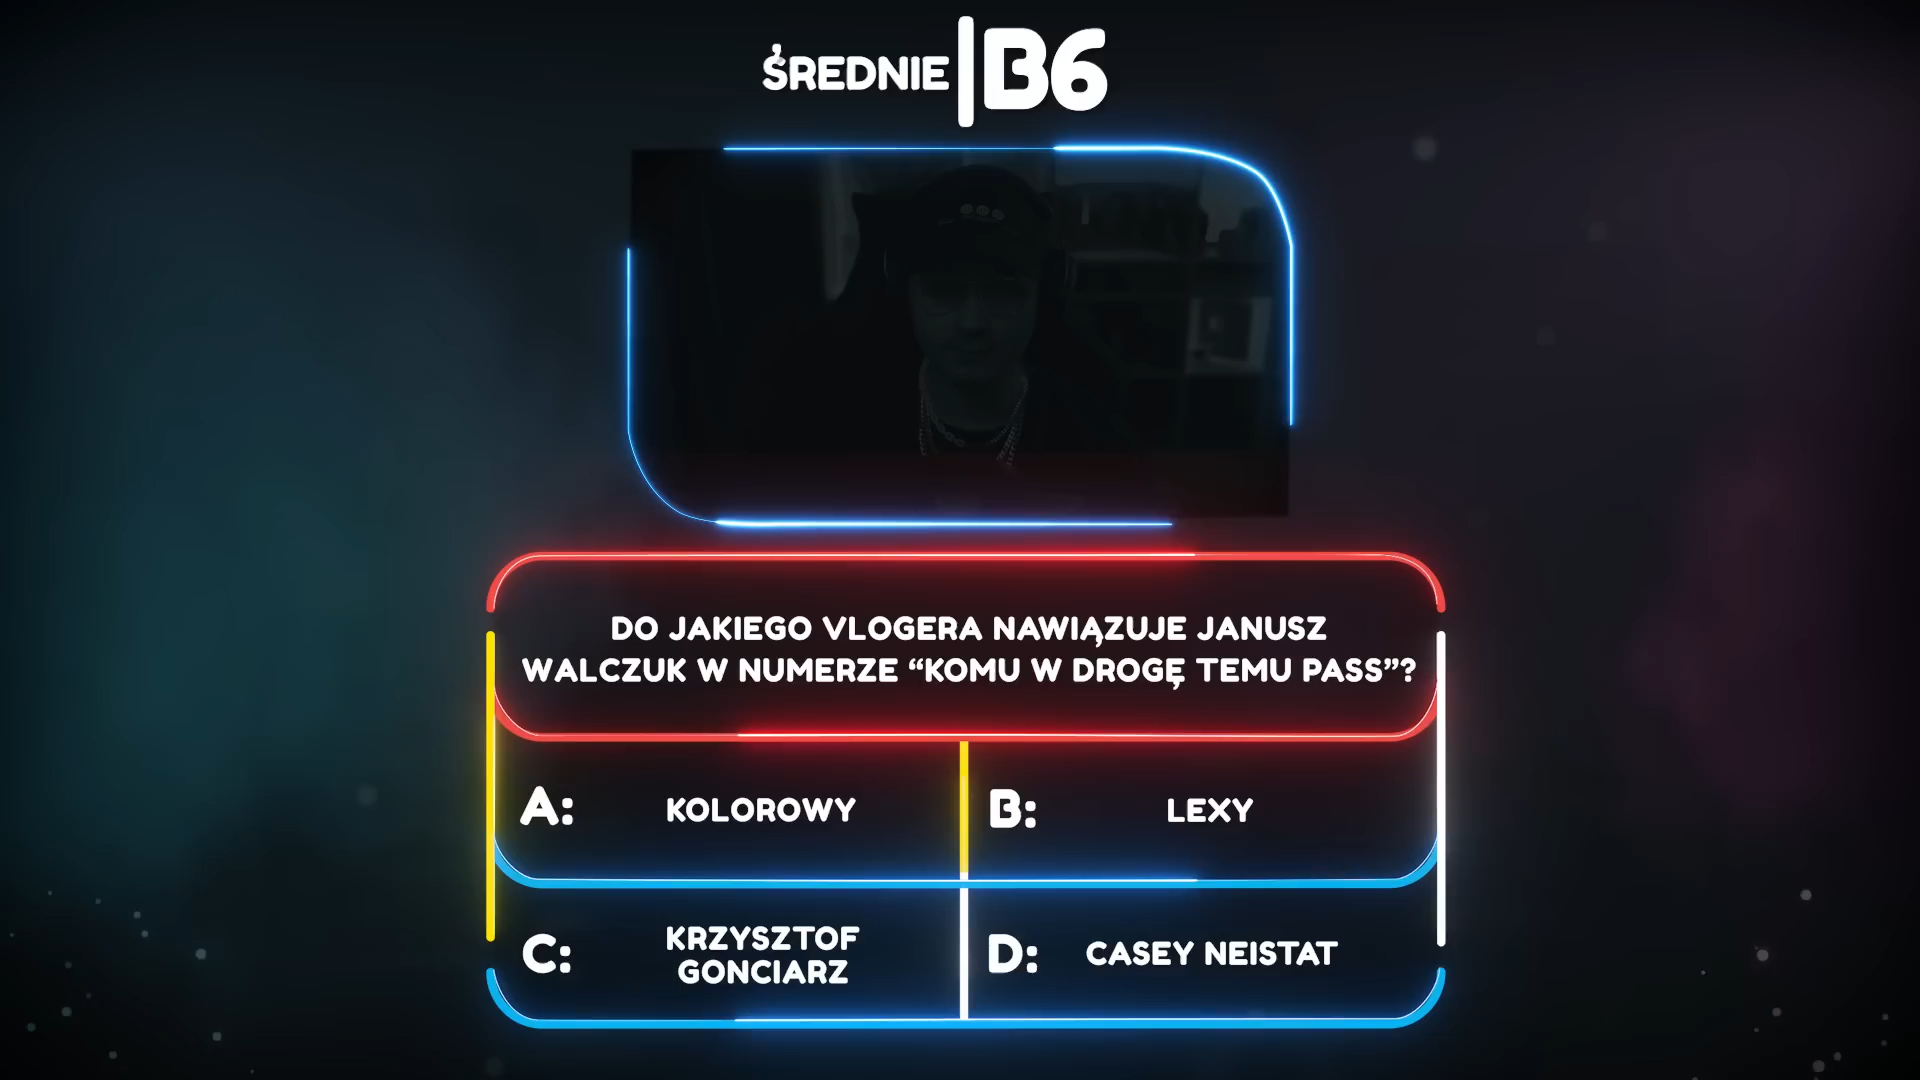 ŚREDNIE B6
DO JAKIEGO VLOGERA NAWIĄZUJE JANUSZ
WALCZUK W NUMERZE “KOMU W DROGĘ TEMU PASS”?
A: KOLOROWY
B: LEXY
C: KRZYSZTOF
GONCIARZ
D: CASEY NEISTAT